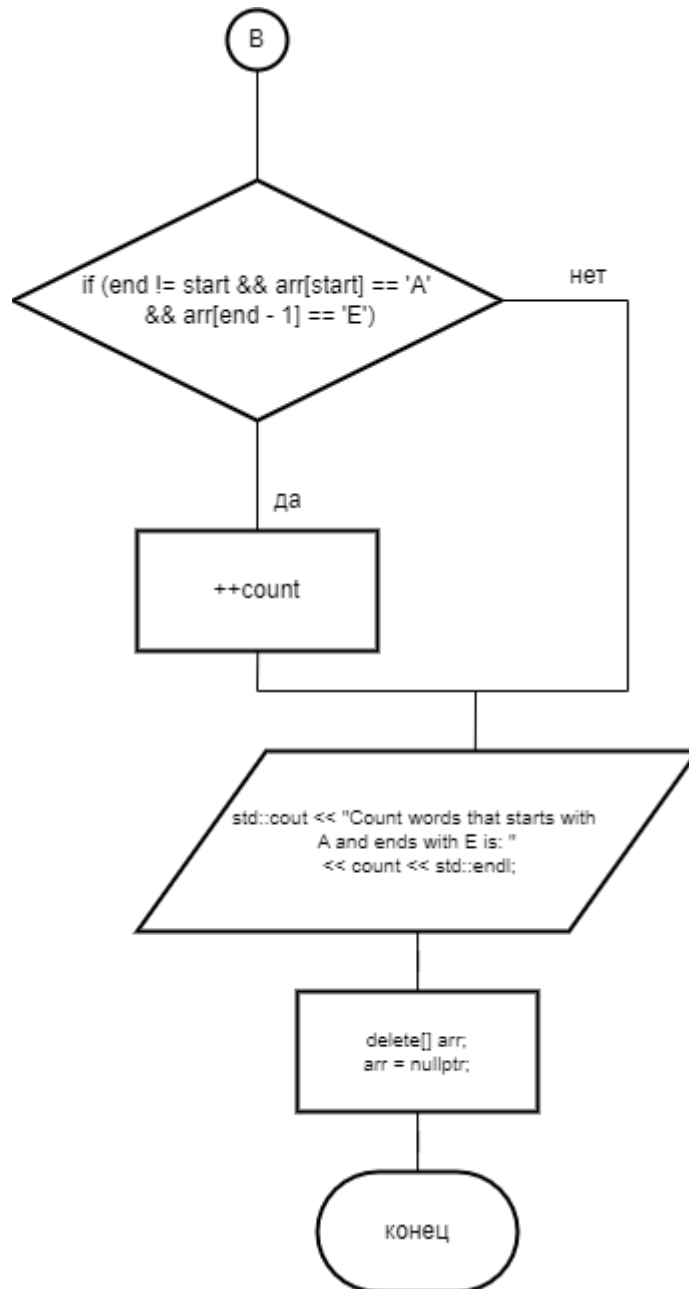 B
if (end != start && arr[start] == 'A'
&& arr[end - 1] == 'E')
нет
да
++count
std::cout << "Count words that starts with
A and ends with E is: "
<< count << std::endl;
delete[] arr;
arr = nullptr;
конец